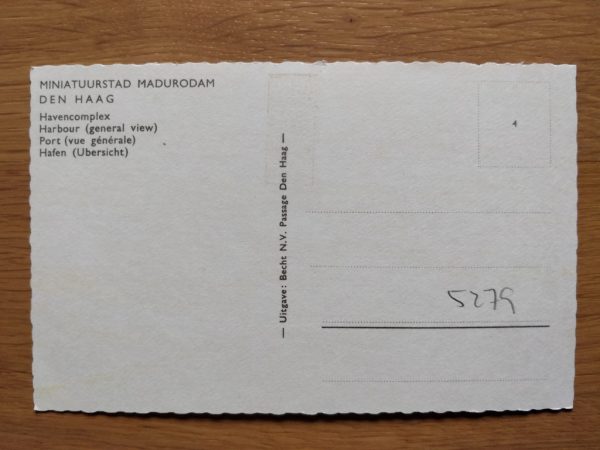 MINIATUURSTAD MADURODAM
DEN HAAG
Havencomplex
Harbour (general view)
Port (vue générale)
Hafen (Ubersicht)
— Uitgave: Becht N.V. Passage Den Haag —
4
5279